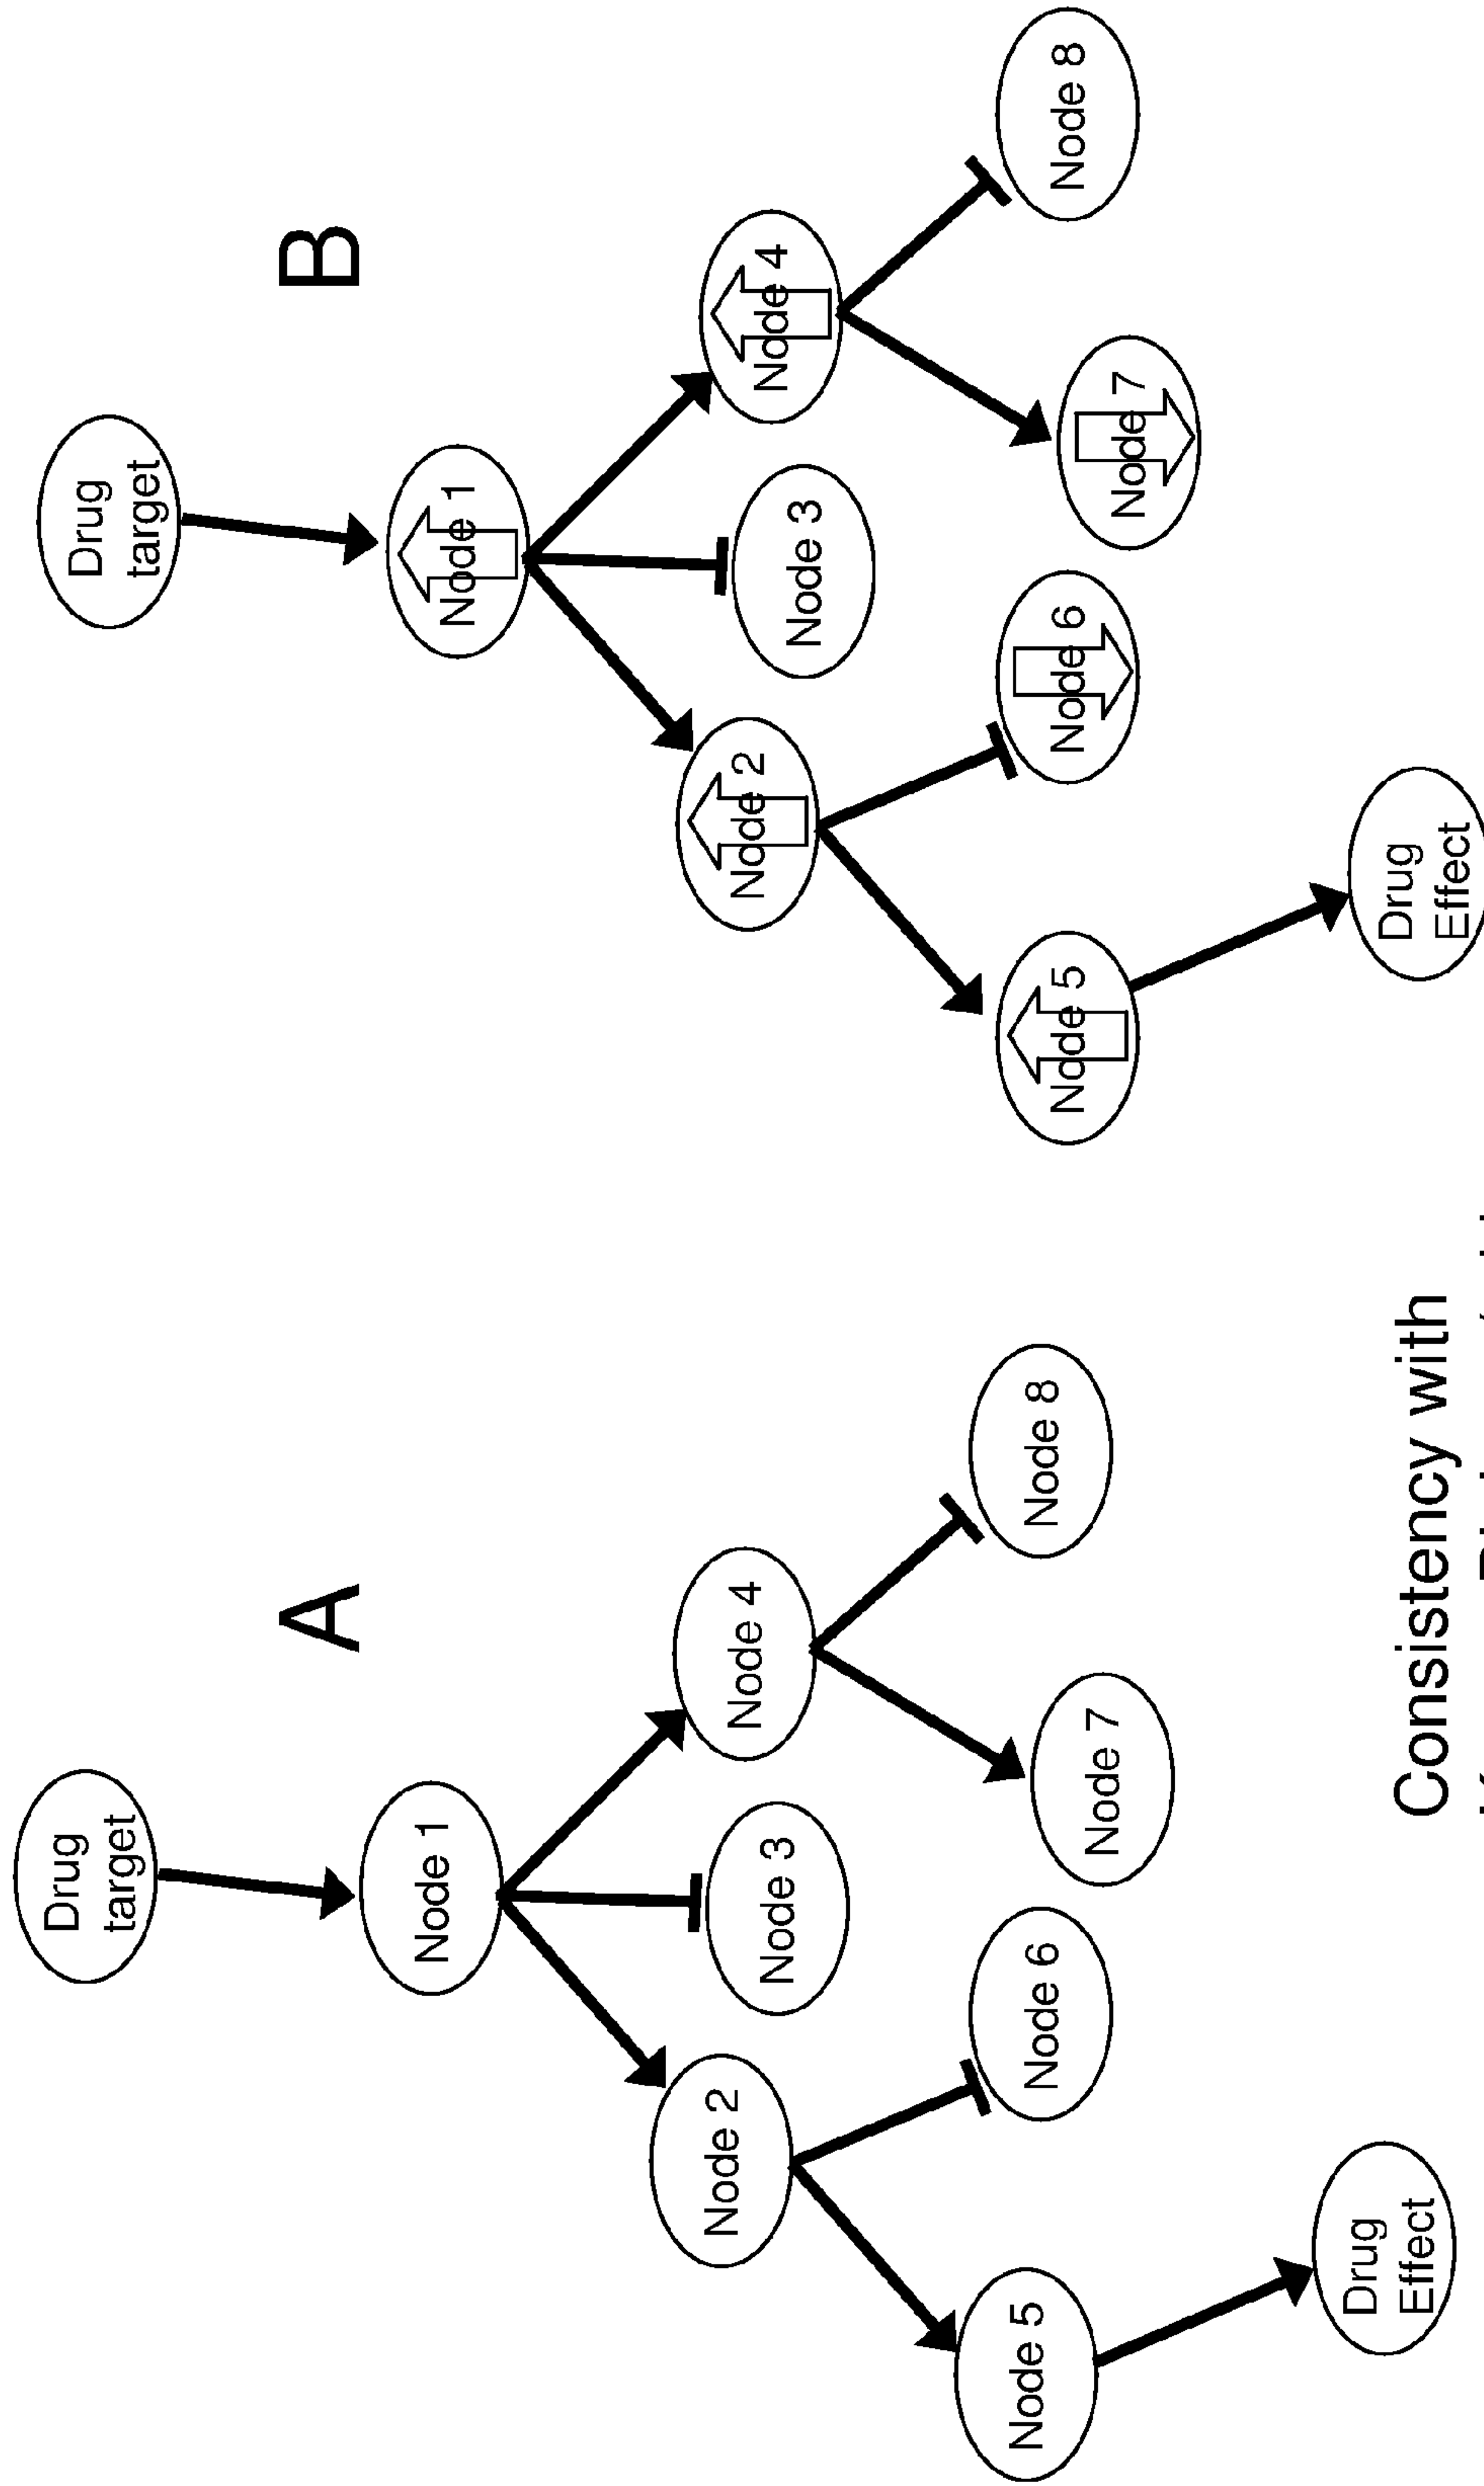 A
Drug
target
Node 1
Node 2
Node 3
Node 4
Node 5
Node 6
Node 7
Node 8
Drug
Effect
B
Drug
target
Node 1
Node 2
Node 3
Node 4
Node 5
Node 6
Node 7
Node 8
Drug
Effect
Consistency with